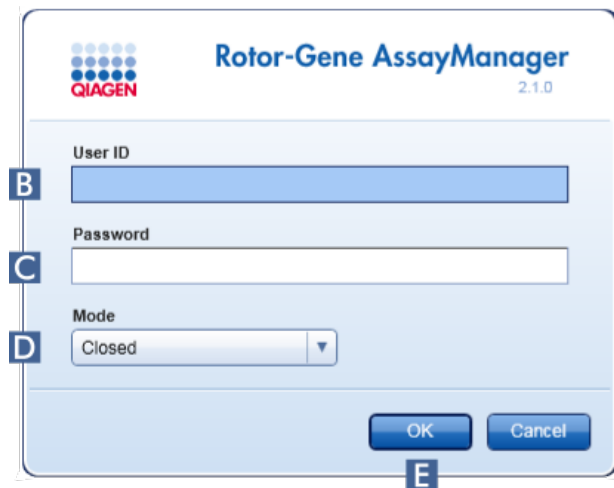 QIAGEN
Rotor-Gene AssayManager
2.1.0
User ID
B
Password
C
Mode
D
Closed
OK
Cancel
E